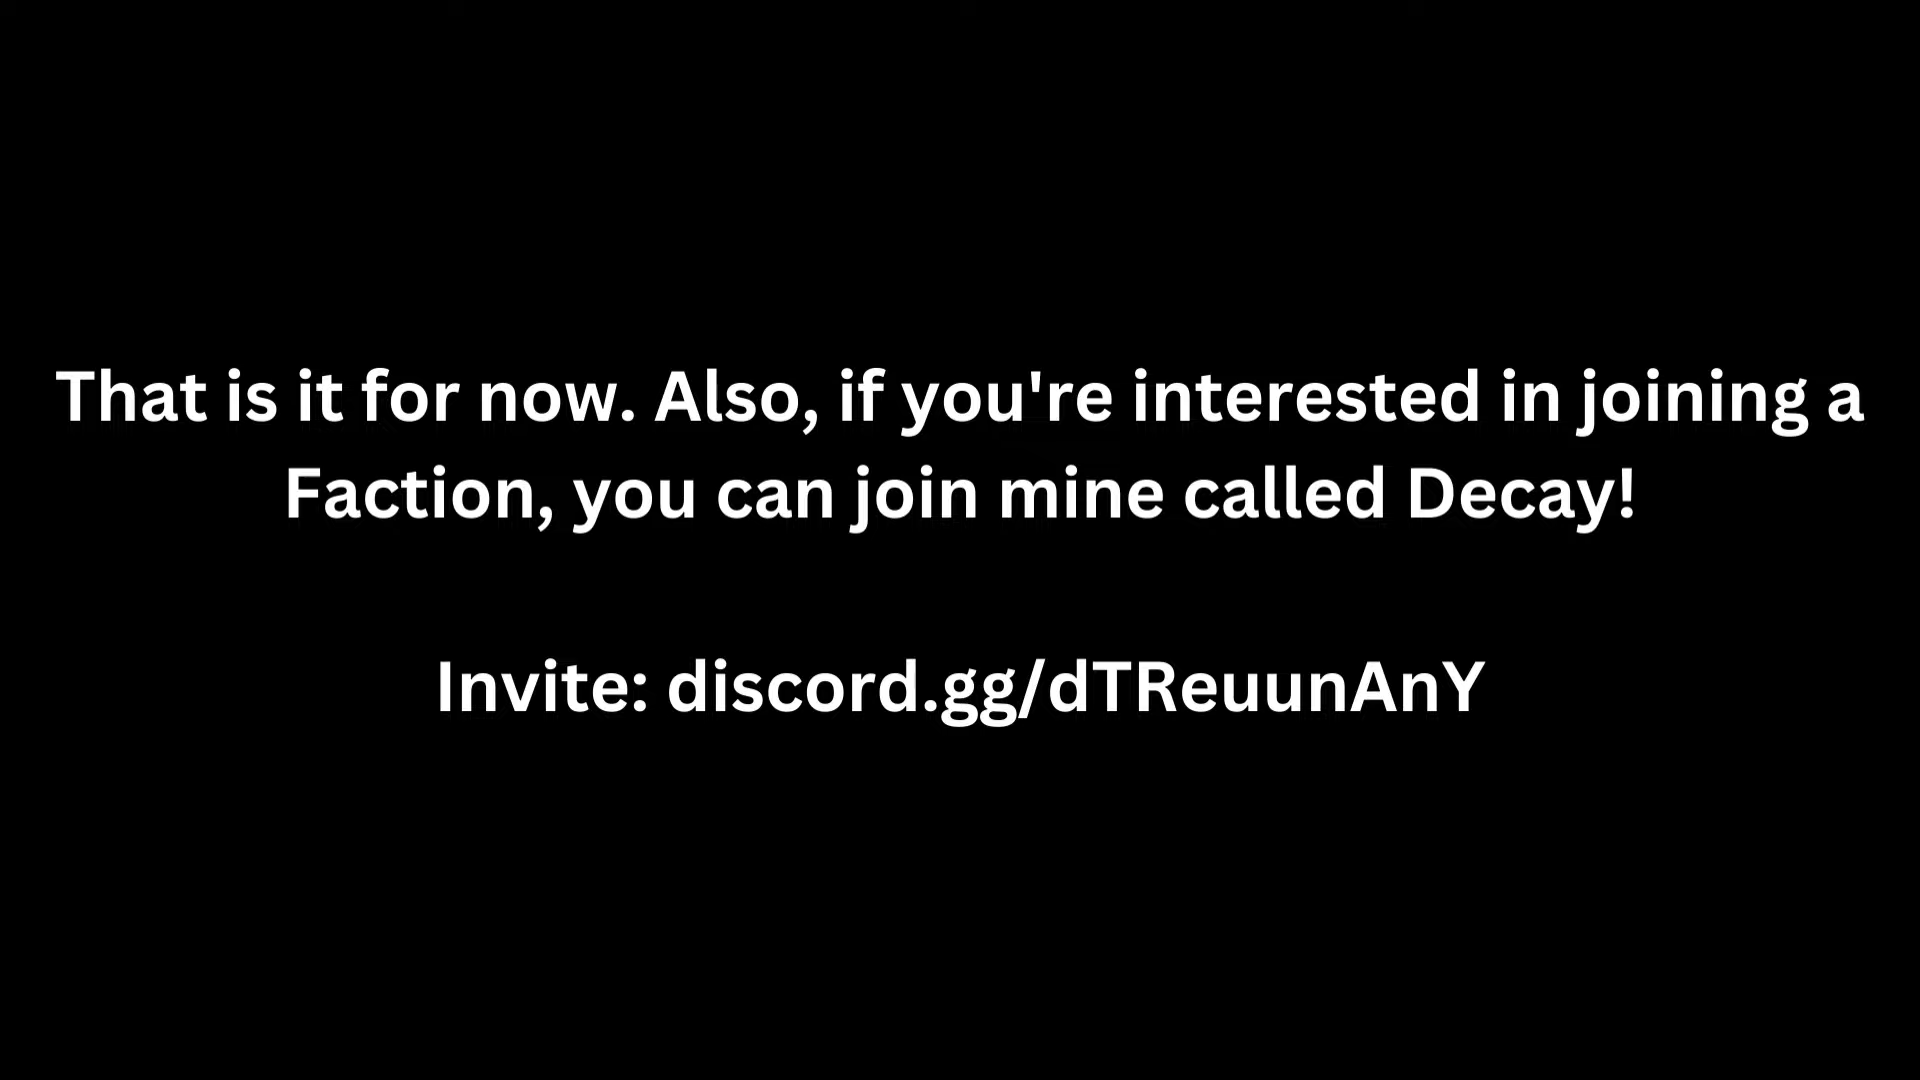 That is it for now. Also, if you're interested in joining a
Faction, you can join mine called Decay!
Invite: discord.gg/dTReuunAnY